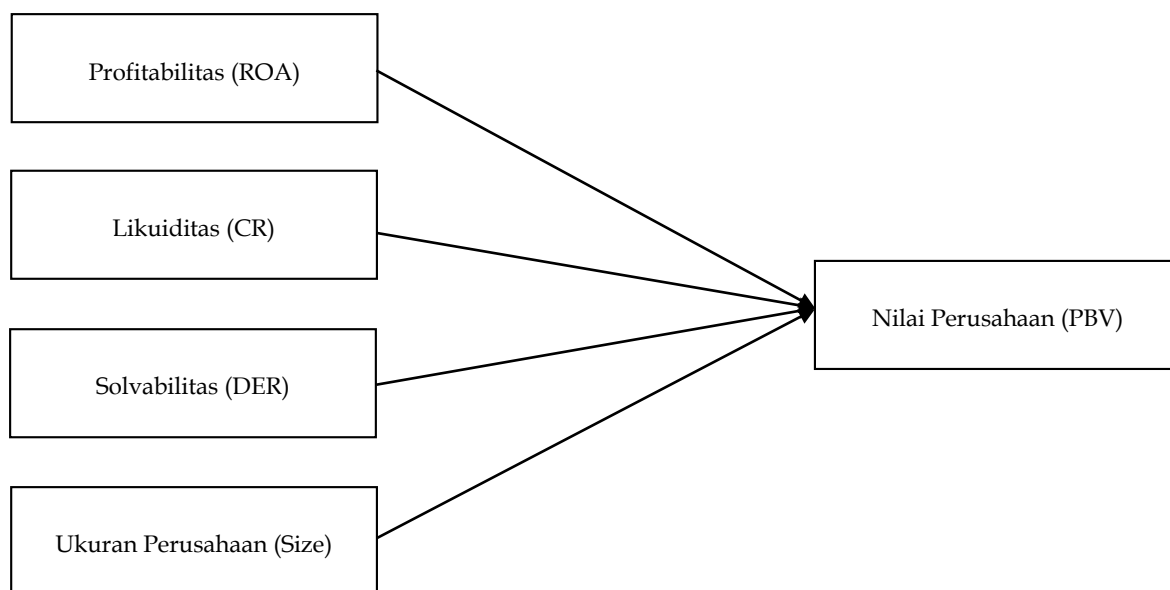 Profitabilitas (ROA)
Likuiditas (CR)
Nilai Perusahaan (PBV)
Solvabilitas (DER)
Ukuran Perusahaan (Size)